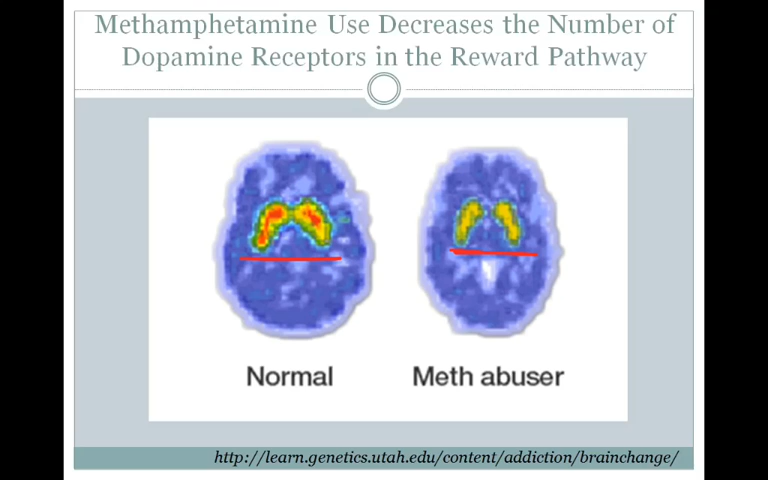 Methamphetamine Use Decreases the Number of
Dopamine Receptors in the Reward Pathway
Normal
Meth abuser
http://learn.genetics.utah.edu/content/addiction/brainchange/